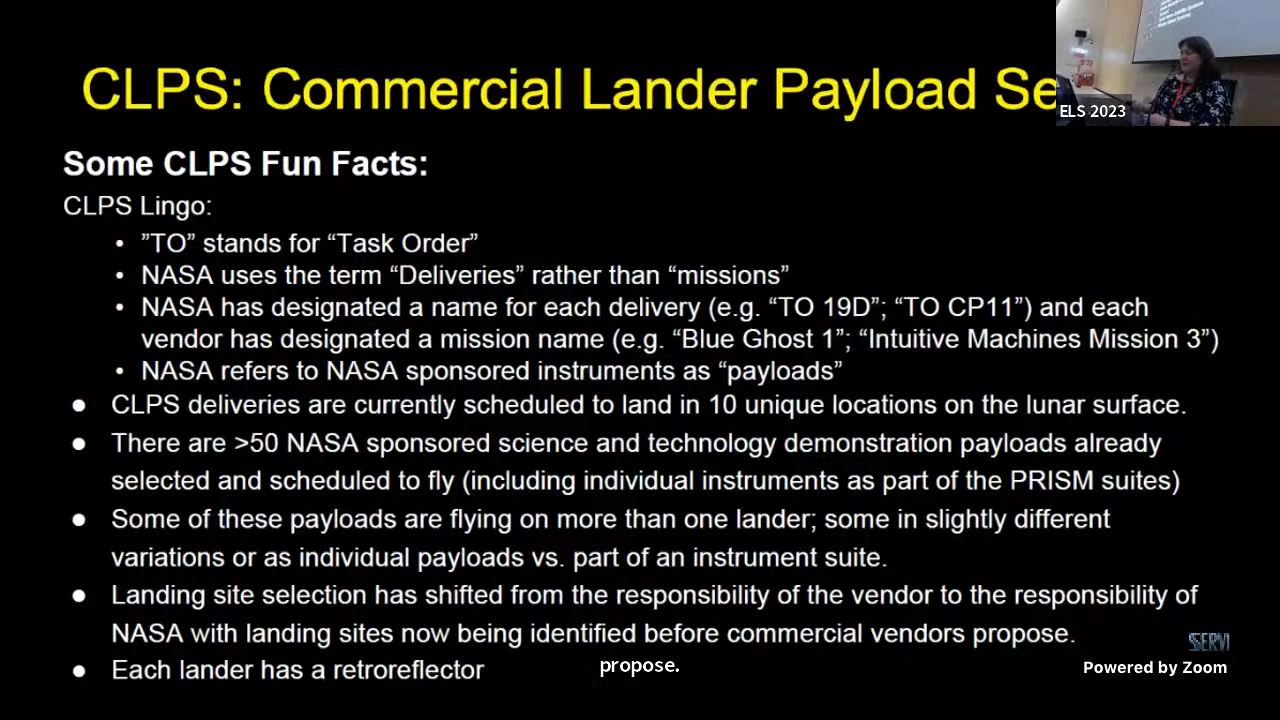 CLPS: Commercial Lander Payload Se
ELS 2023
Some CLPS Fun Facts:
CLPS Lingo:
• ”TO” stands for “Task Order”
• NASA uses the term “Deliveries” rather than “missions”
• NASA has designated a name for each delivery (e.g. “TO 19D”; “TO CP11”) and each
vendor has designated a mission name (e.g. “Blue Ghost 1”; “Intuitive Machines Mission 3”)
• NASA refers to NASA sponsored instruments as “payloads”
● CLPS deliveries are currently scheduled to land in 10 unique locations on the lunar surface.
● There are >50 NASA sponsored science and technology demonstration payloads already
selected and scheduled to fly (including individual instruments as part of the PRISM suites)
● Some of these payloads are flying on more than one lander; some in slightly different
variations or as individual payloads vs. part of an instrument suite.
● Landing site selection has shifted from the responsibility of the vendor to the responsibility of
NASA with landing sites now being identified before commercial vendors propose.
● Each lander has a retroreflector
propose.
Powered by Zoom